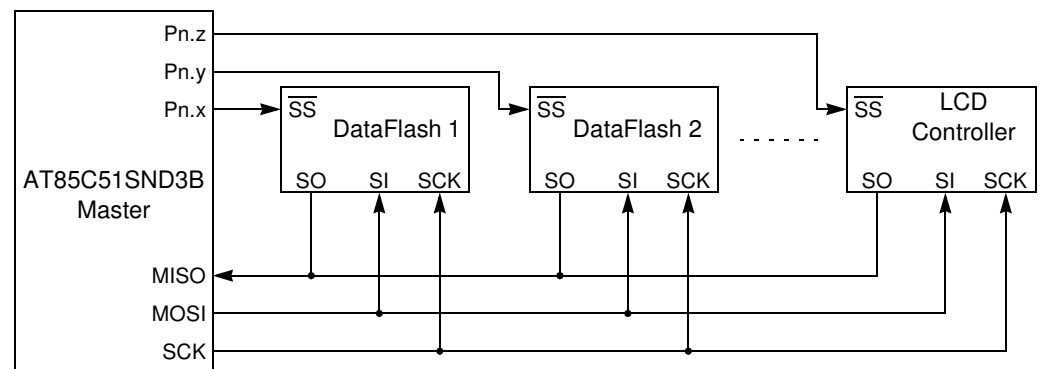 Pn.z
Pn.y
Pn.x
AT85C51SND3B
Master
MISO
MOSI
SCK
SS
DataFlash 1
SO SI SCK
SS
DataFlash 2
SO SI SCK
SS
LCD
Controller
SO SI SCK